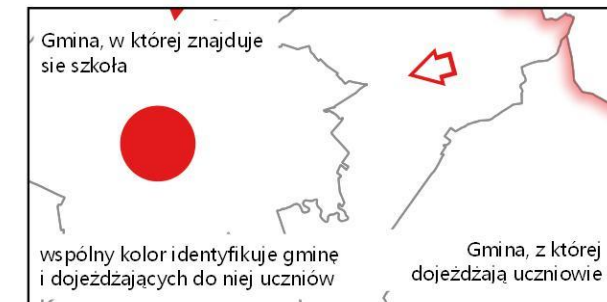 Gmina, w której znajduje
sie szkoła
wspólny kolor identyfikuje gminę
i dojeżdżających do niej uczniów
Gmina, z której
dojeżdżają uczniowie